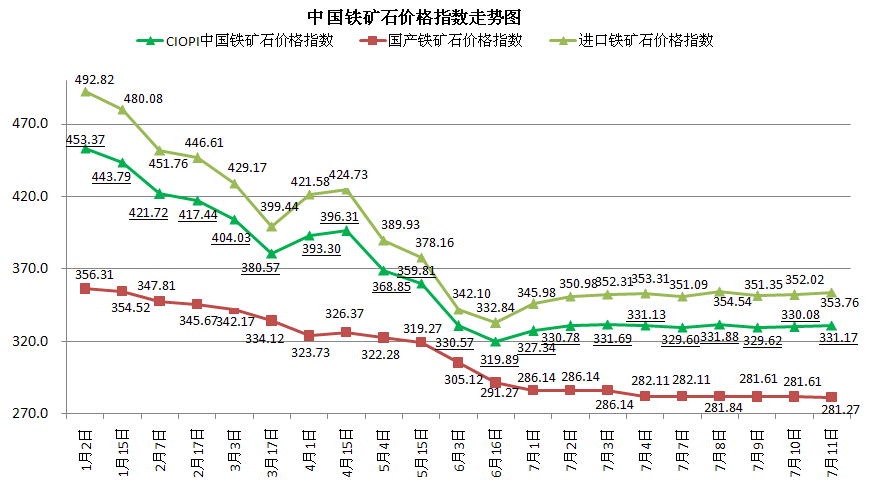 中国铁矿石价格指数走势图
CIOPI中国铁矿石价格指数 国产铁矿石价格指数 进口铁矿石价格指数
492.82
480.08
470.0
453.37
443.79
451.76
446.61
429.17
421.72
417.44
420.0
404.03
399.44
421.58
424.73
396.31
393.30
380.57
389.93
378.16
370.0
368.85
359.81
356.31
354.52
347.81
345.67
342.17
334.12
323.73
326.37
322.28
319.27
320.0
342.10
332.84
330.57
319.89
305.12
291.27
345.98
350.98
352.31
353.31
351.09
354.54
351.35
352.02
353.76
327.34
330.78
331.69
331.13
329.60
331.88
329.62
330.08
331.17
286.14
286.14
286.14
282.11
282.11
281.84
281.61
281.61
281.27
270.0
1月2日
1月15日
2月7日
2月17日
3月3日
3月17日
4月1日
4月15日
5月4日
5月15日
6月3日
6月16日
7月1日
7月2日
7月3日
7月4日
7月7日
7月8日
7月9日
7月10日
7月11日